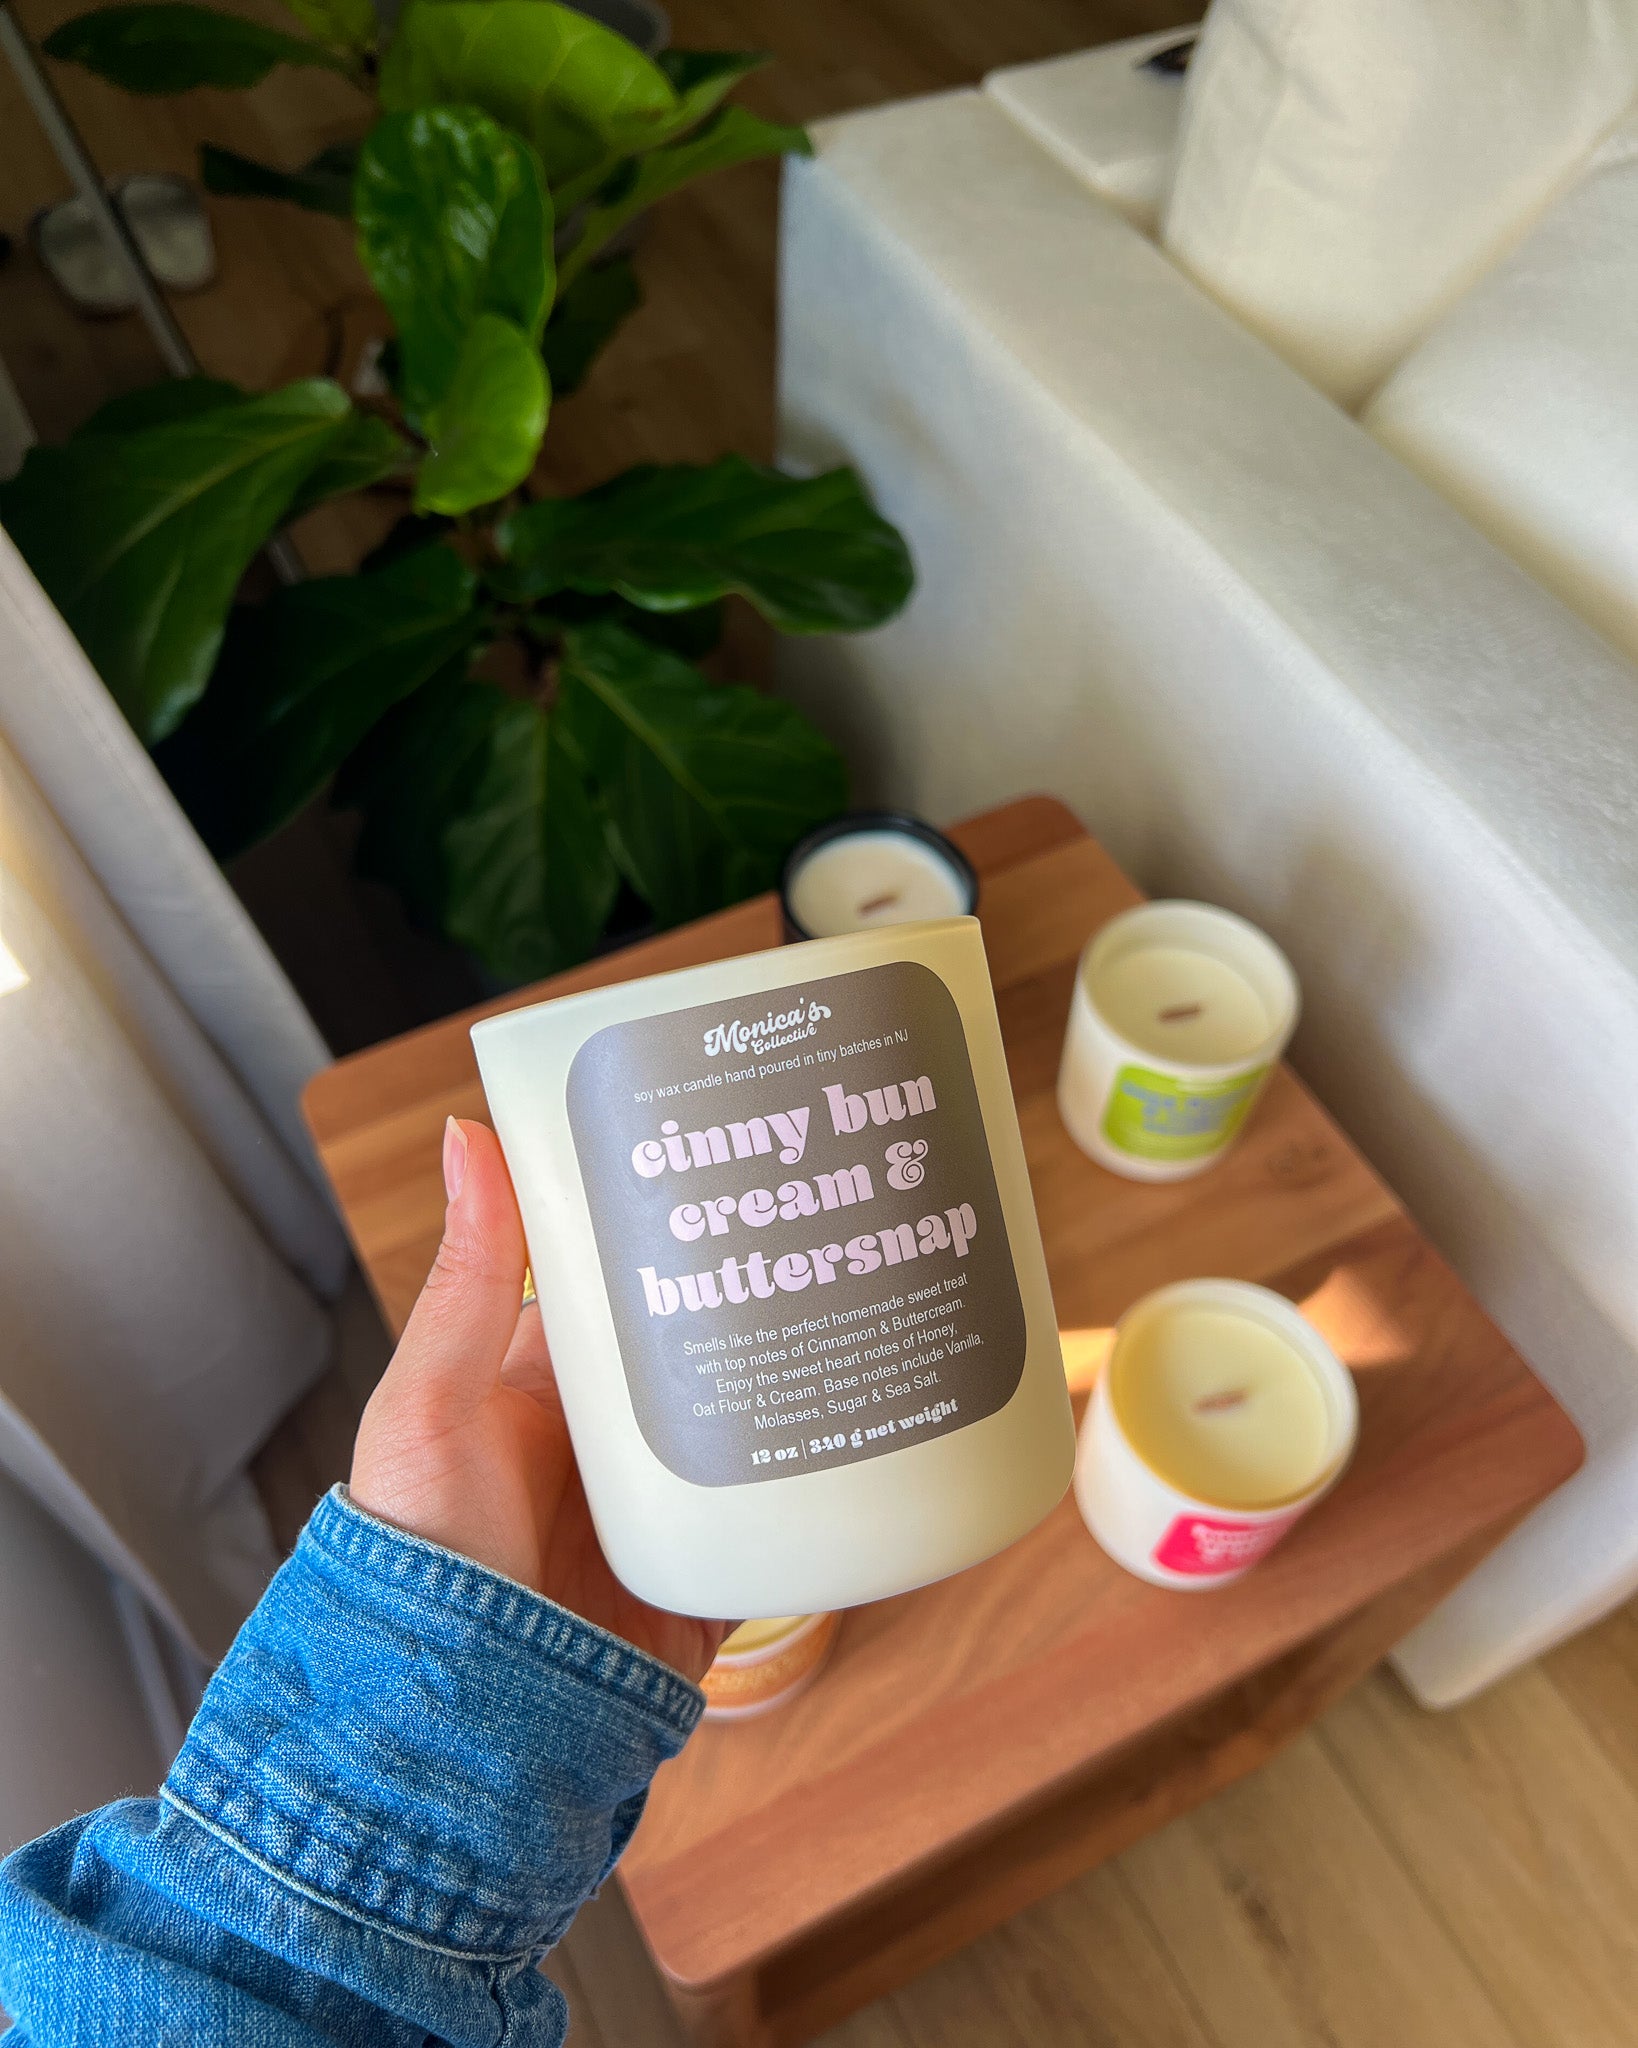 Monica's
Collective
soy wax candle hand poured in tiny batches in NJ
cinny bun
cream &
buttersnap
Smells like the perfect homemade sweet treat
with top notes of Cinnamon & Buttercream.
Enjoy the sweet heart notes of Honey,
Oat Flour & Cream. Base notes include Vanilla,
Molasses, Sugar & Sea Salt.
12 oz | 340 g net weight